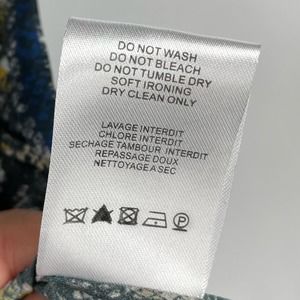 DO NOT WASH
DO NOT BLEACH
DO NOT TUMBLE DRY
SOFT IRONING
DRY CLEAN ONLY
LAVAGE INTERDIT
CHLORE INTERDIT
SECHAGE TAMBOUR INTERDIT
REPASSAGE DOUX
NETTOYAGE A SEC
P